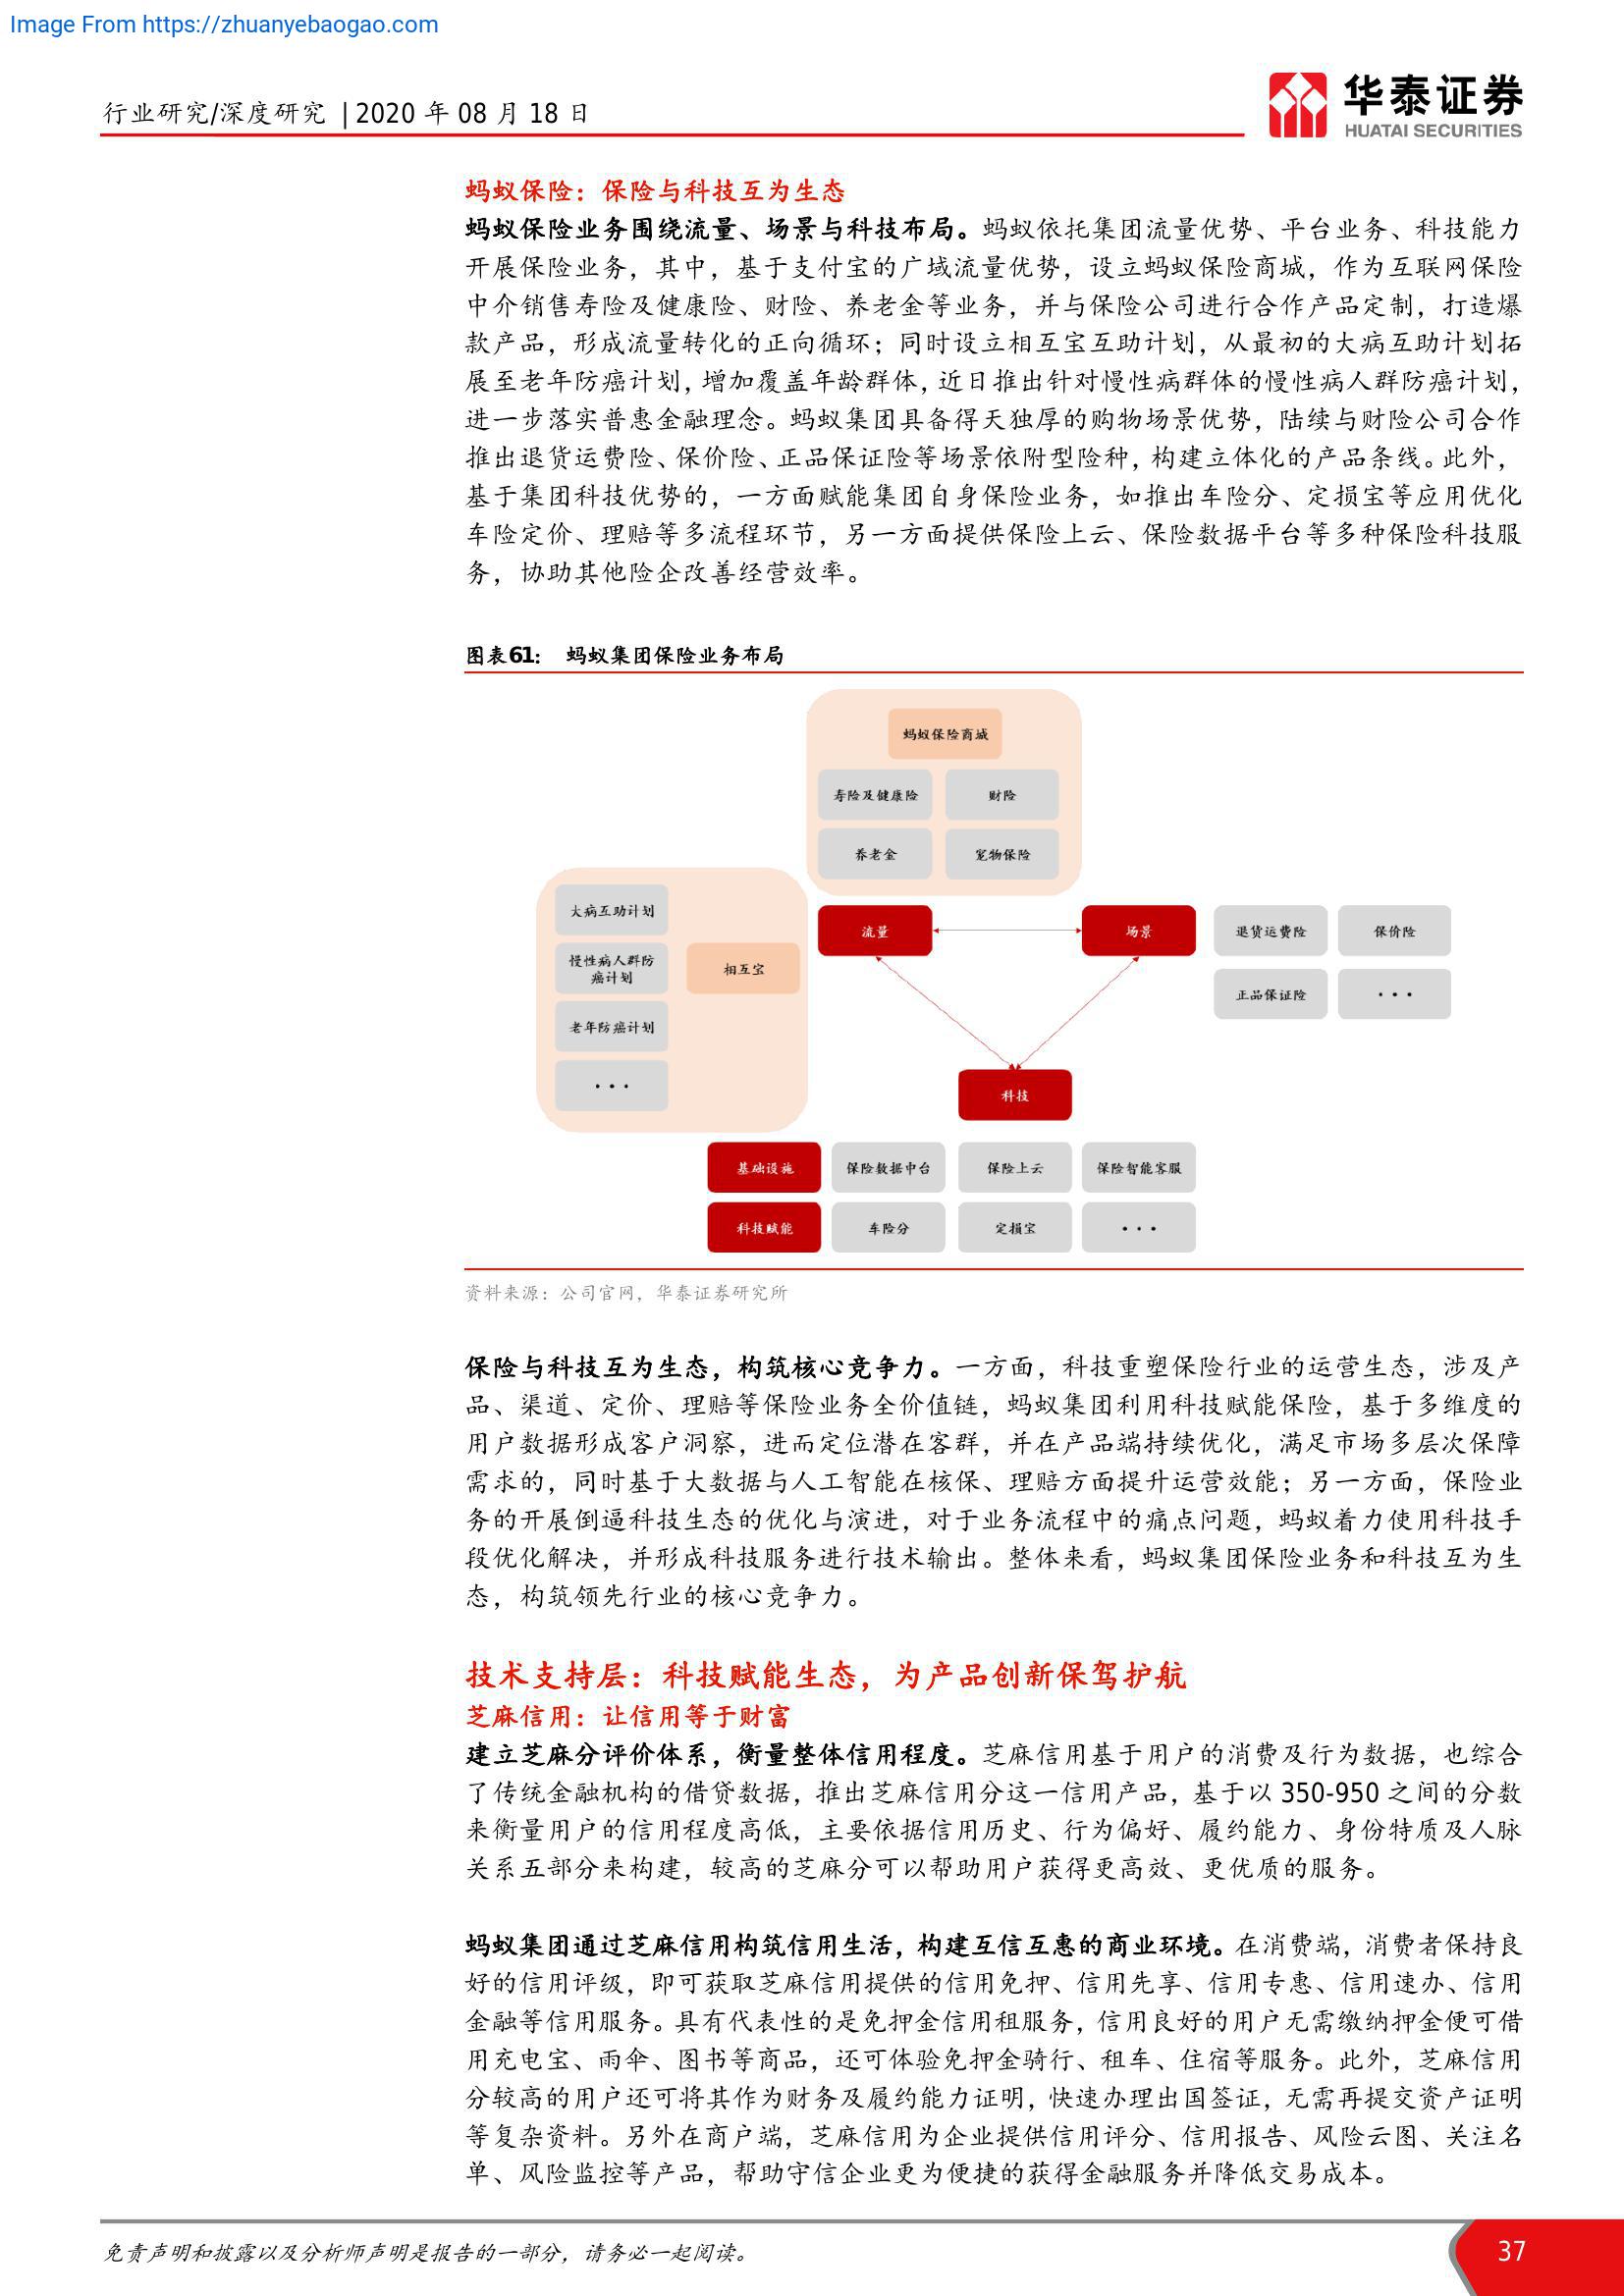 Image From https://zhuanyebaogao.com
行业研究/深度研究 | 2020 年 08 月 18 日
华泰证券
HUATAI SECURITIES
蚂蚁保险：保险与科技互为生态
蚂蚁保险业务围绕流量、场景与科技布局。蚂蚁依托集团流量优势、平台业务、科技能力
开展保险业务，其中，基于支付宝的广域流量优势，设立蚂蚁保险商城，作为互联网保险
中介销售寿险及健康险、财险、养老金等业务，并与保险公司进行合作产品定制，打造爆
款产品，形成流量转化的正向循环；同时设立相互宝互助计划，从最初的大病互助计划拓
展至老年防癌计划，增加覆盖年龄群体，近日推出针对慢性病群体的慢性病人群防癌计划，
进一步落实普惠金融理念。蚂蚁集团具备得天独厚的购物场景优势，陆续与财险公司合作
推出退货运费险、保价险、正品保证险等场景依附型险种，构建立体化的产品条线。此外，
基于集团科技优势的，一方面赋能集团自身保险业务，如推出车险分、定损宝等应用优化
车险定价、理赔等多流程环节，另一方面提供保险上云、保险数据平台等多种保险科技服
务，协助其他险企改善经营效率。
图表61： 蚂蚁集团保险业务布局
蚂蚁保险商城
寿险及健康险 财险
养老金 宠物保险
大病互助计划
慢性病人群防
癌计划
相互宝
老年防癌计划
• • •
流量 场景 退货运费险 保价险
正品保证险 • • •
科技
基础设施 保险数据中台 保险上云 保险智能客服
科技赋能 车险分 定损宝 • • •
资料来源：公司官网，华泰证券研究所
保险与科技互为生态，构筑核心竞争力。一方面，科技重塑保险行业的运营生态，涉及产
品、渠道、定价、理赔等保险业务全价值链，蚂蚁集团利用科技赋能保险，基于多维度的
用户数据形成客户洞察，进而定位潜在客群，并在产品端持续优化，满足市场多层次保障
需求的，同时基于大数据与人工智能在核保、理赔方面提升运营效能；另一方面，保险业
务的开展倒逼科技生态的优化与演进，对于业务流程中的痛点问题，蚂蚁着力使用科技手
段优化解决，并形成科技服务进行技术输出。整体来看，蚂蚁集团保险业务和科技互为生
态，构筑领先行业的核心竞争力。
技术支持层：科技赋能生态，为产品创新保驾护航
芝麻信用：让信用等于财富
建立芝麻分评价体系，衡量整体信用程度。芝麻信用基于用户的消费及行为数据，也综合
了传统金融机构的借贷数据，推出芝麻信用分这一信用产品，基于以 350-950 之间的分数
来衡量用户的信用程度高低，主要依据信用历史、行为偏好、履约能力、身份特质及人脉
关系五部分来构建，较高的芝麻分可以帮助用户获得更高效、更优质的服务。
蚂蚁集团通过芝麻信用构筑信用生活，构建互信互惠的商业环境。在消费端，消费者保持良
好的信用评级，即可获取芝麻信用提供的信用免押、信用先享、信用专惠、信用速办、信用
金融等信用服务。具有代表性的是免押金信用租服务，信用良好的用户无需缴纳押金便可借
用充电宝、雨伞、图书等商品，还可体验免押金骑行、租车、住宿等服务。此外，芝麻信用
分较高的用户还可将其作为财务及履约能力证明，快速办理出国签证，无需再提交资产证明
等复杂资料。另外在商户端，芝麻信用为企业提供信用评分、信用报告、风险云图、关注名
单、风险监控等产品，帮助守信企业更为便捷的获得金融服务并降低交易成本。
免责声明和披露以及分析师声明是报告的一部分，请务必一起阅读。
37